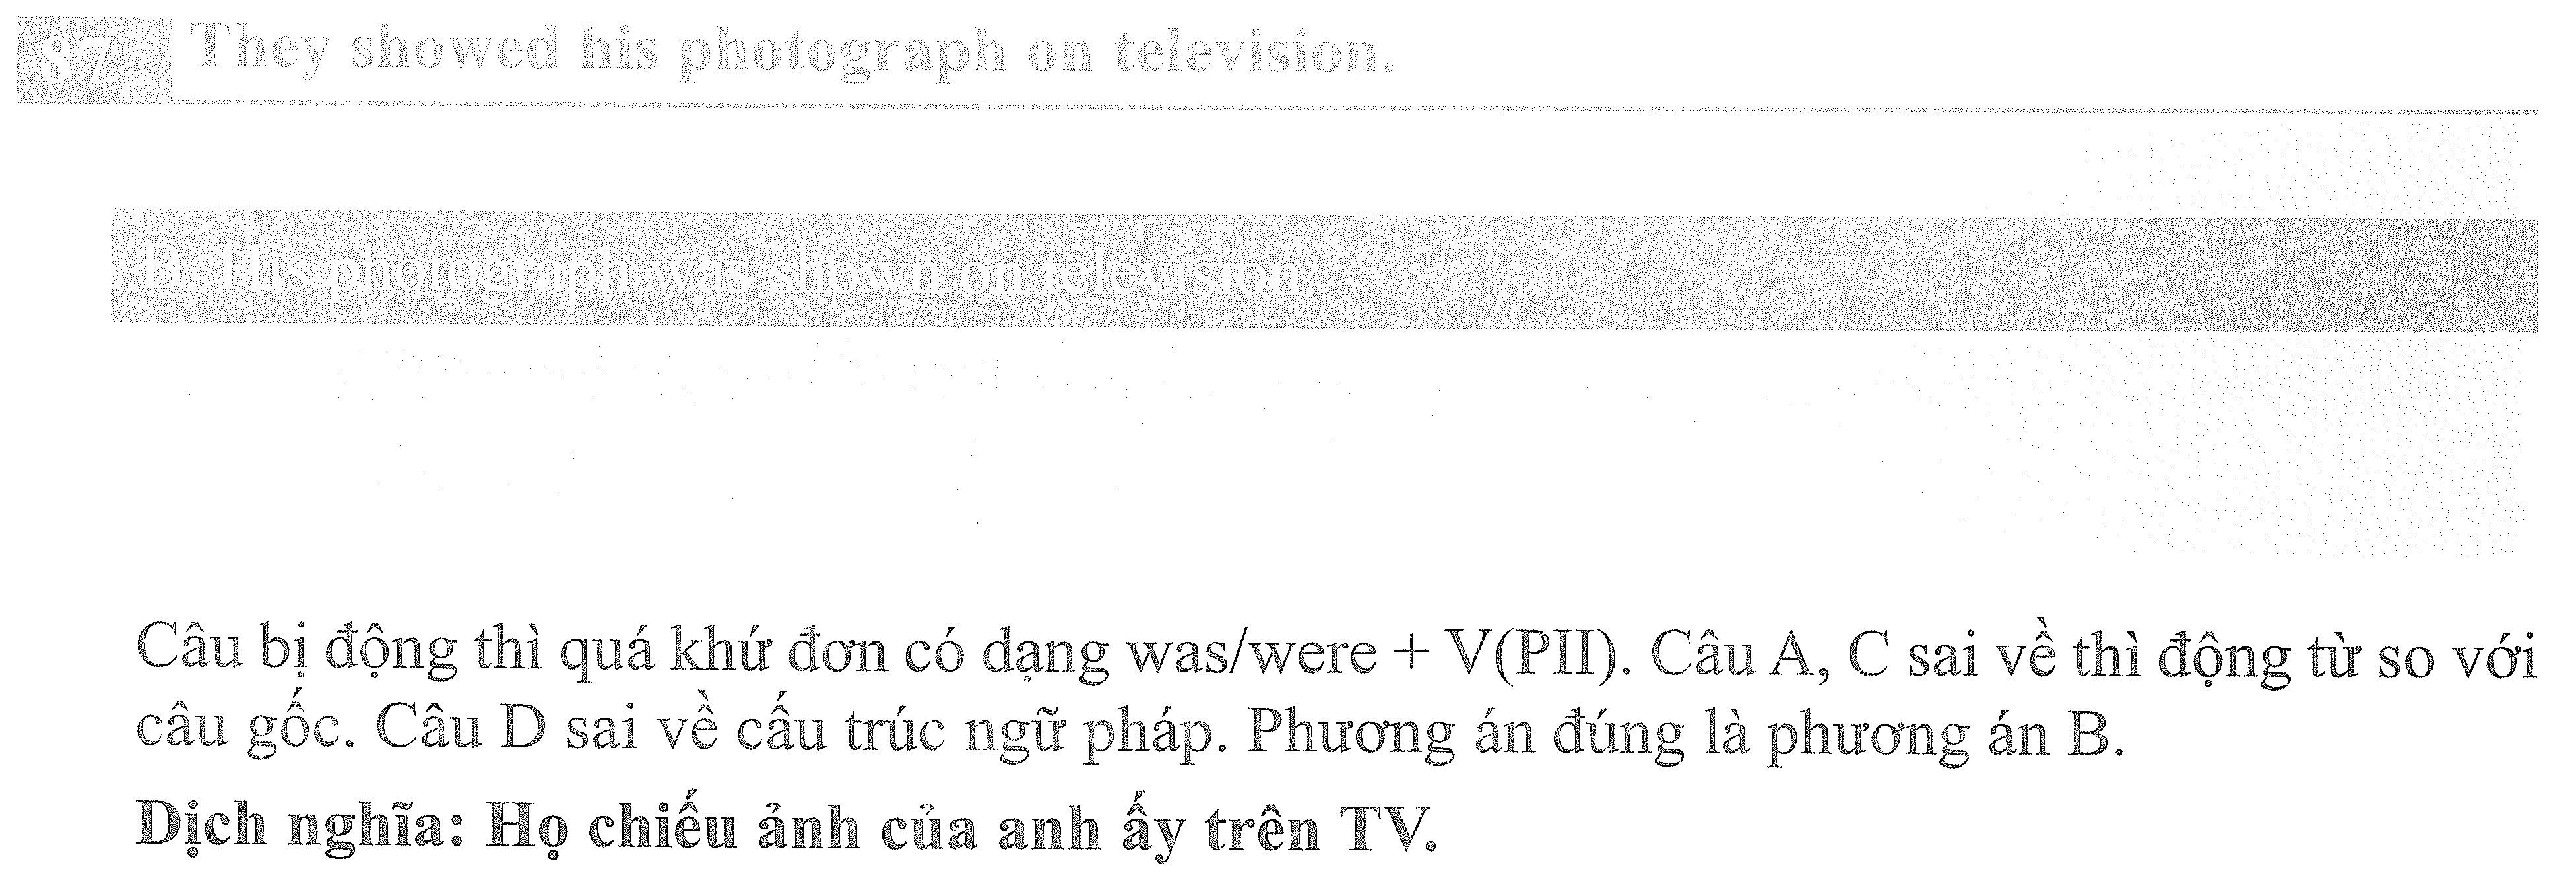 87 They showed his photograph on television.
B. His photograph was shown on television.
Câu bị động thì quá khứ đơn có dạng was/were + V(PII). Câu A, C sai về thì động từ so với
câu gốc. Câu D sai về cấu trúc ngữ pháp. Phương án đúng là phương án B.
Dịch nghĩa: Họ chiếu ảnh của anh ấy trên TV.